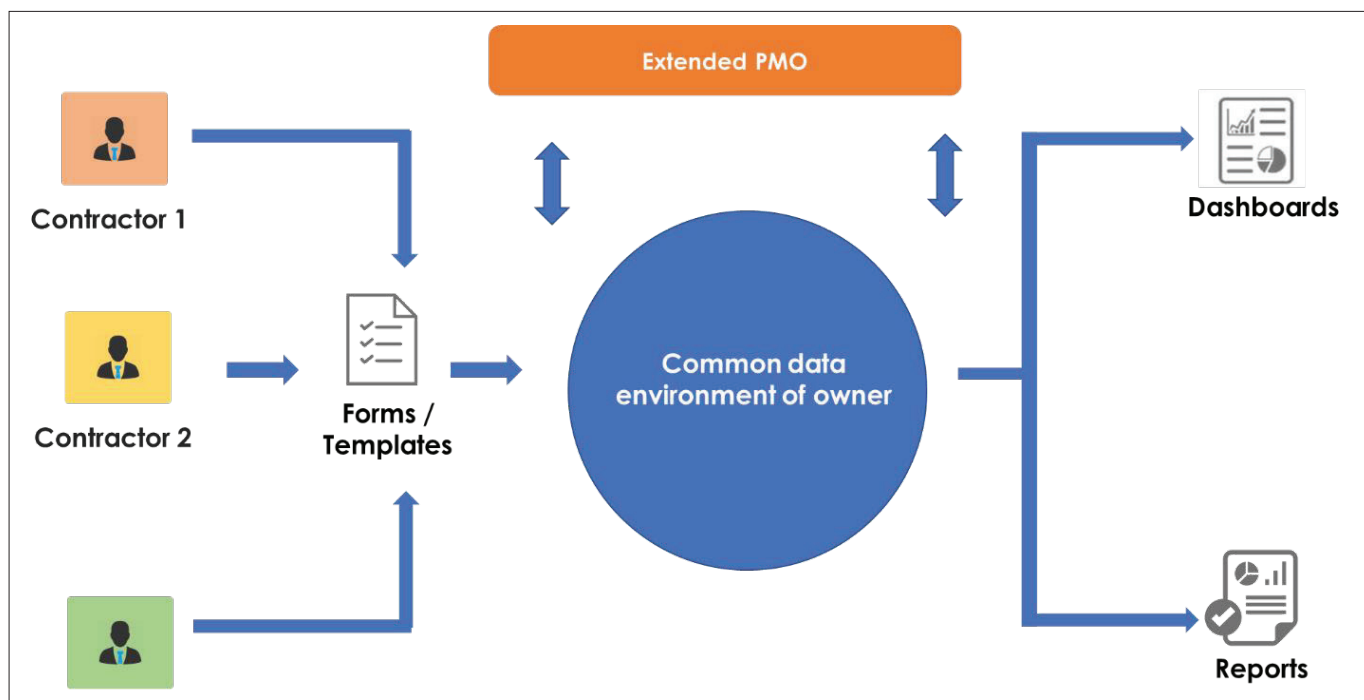 Extended PMO
Contractor 1
Dashboards
Common data
environment of owner
Forms /
Templates
Contractor 2
Reports